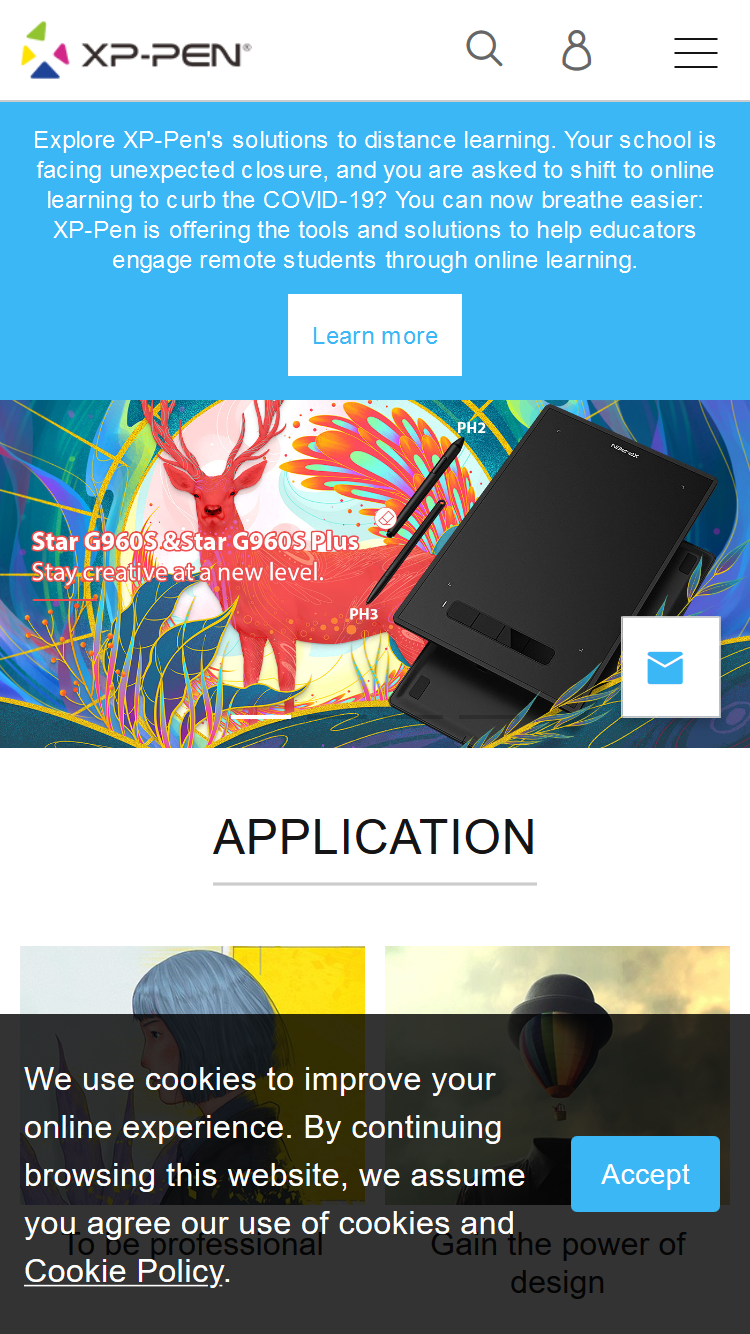 XP-PEN®
Explore XP-Pen's solutions to distance learning. Your school is
facing unexpected closure, and you are asked to shift to online
learning to curb the COVID-19? You can now breathe easier:
XP-Pen is offering the tools and solutions to help educators
engage remote students through online learning.
Learn more
PH2
XP-PEN
Star G960S &Star G960S Plus
Stay creative at a new level.
PH3
APPLICATION
We use cookies to improve your
online experience. By continuing
browsing this website, we assume
you agree our use of cookies and
Cookie Policy.
Accept
To be professional
Gain the power of
design